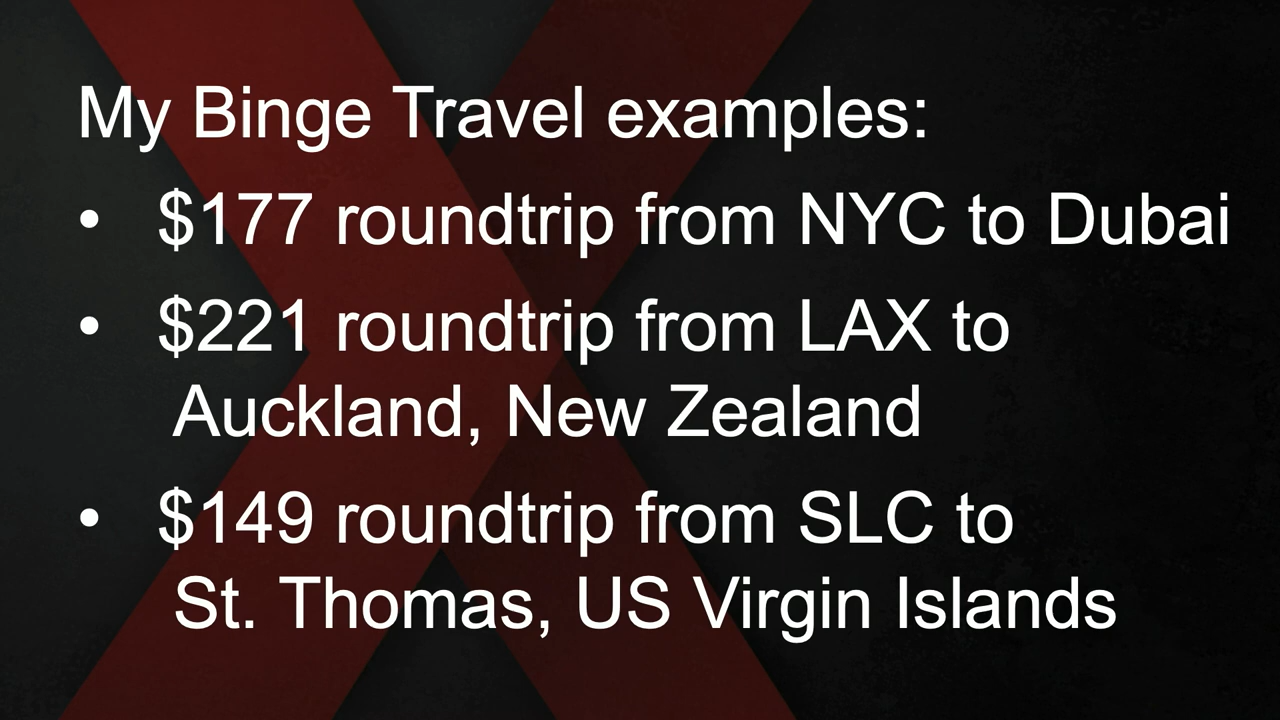 My Binge Travel examples:
• $177 roundtrip from NYC to Dubai
• $221 roundtrip from LAX to
Auckland, New Zealand
• $149 roundtrip from SLC to
St. Thomas, US Virgin Islands